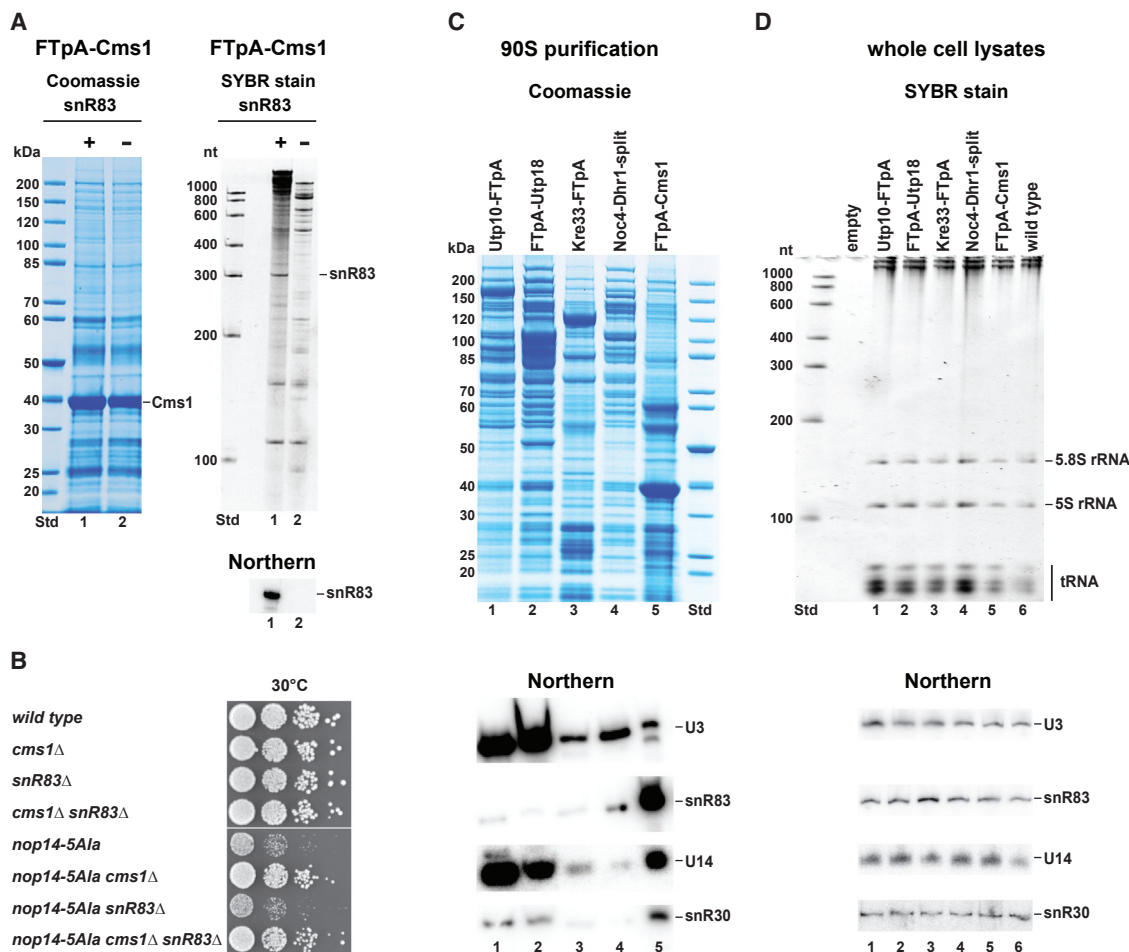 A
FTpA-Cms1
FTpA-Cms1
Coomassie
snR83
SYBR stain
snR83
+
-
+
-
kDa
200
150
120
100
85
70
60
50
40
30
25
20
Cms1
Std
1
2
nt
1000
800
600
400
300
200
100
snR83
Std
1
2
Northern
snR83
1
2
B
30°C
wild type
cms1Δ
snR83Δ
cms1Δ snR83Δ
nop14-5Ala
nop14-5Ala cms1Δ
nop14-5Ala snR83Δ
nop14-5Ala cms1Δ snR83Δ
C
90S purification
Coomassie
Utp10-FTpA
FTpA-Utp18
Kre33-FTpA
Noc4-Dhr1-split
FTpA-Cms1
kDa
200
150
120
100
85
70
60
50
40
30
25
20
1
2
3
4
5
Std
Northern
U3
snR83
U14
snR30
1
2
3
4
5
D
whole cell lysates
SYBR stain
empty
Utp10-FTpA
FTpA-Utp18
Kre33-FTpA
Noc4-Dhr1-split
FTpA-Cms1
wild type
nt
1000
800
600
400
300
200
100
5.8S rRNA
5S rRNA
tRNA
Std
1
2
3
4
5
6
Northern
U3
snR83
U14
snR30
1
2
3
4
5
6